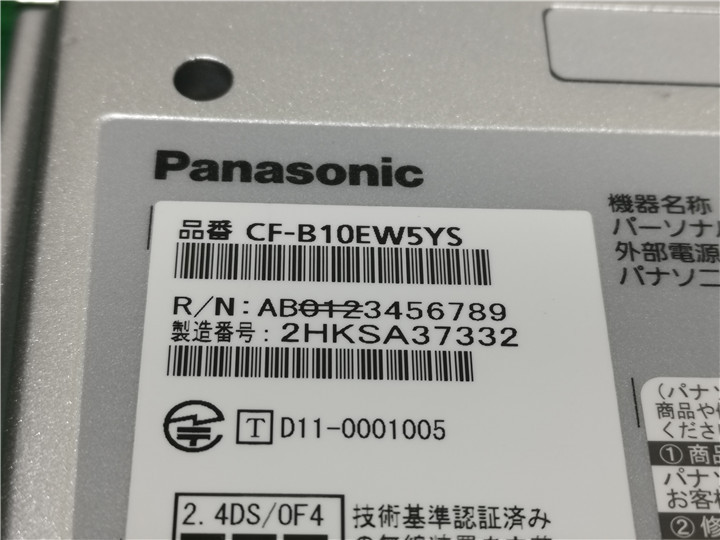 Panasonic
品番 CF-B10EW5YS
R/N: AB0123456789
製造番号: 2HKSA37332
T D11-0001005
2.4DS/OF4
技術基準認証済み
機器名称
パーソナ
外部電源
パナソニ
(パナソ
商品や
ください
① 商品
パナソ
お客様
② 修